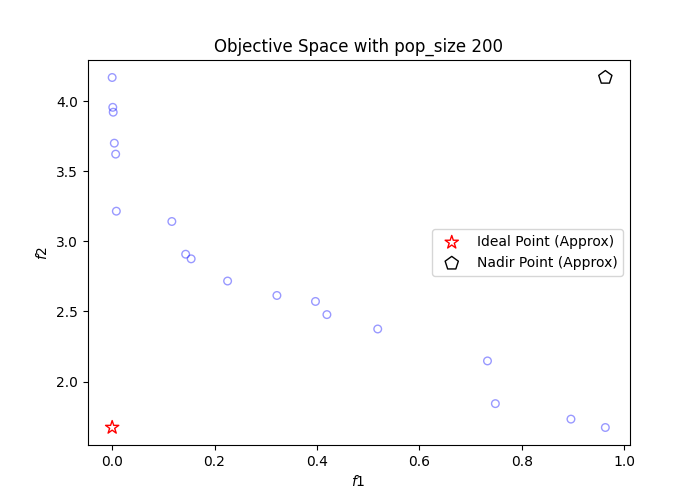 Objective Space with pop_size 200
4.0
3.5
3.0
2.5
2.0
f2
Ideal Point (Approx)
Nadir Point (Approx)
0.0 0.2 0.4 0.6 0.8 1.0
f1